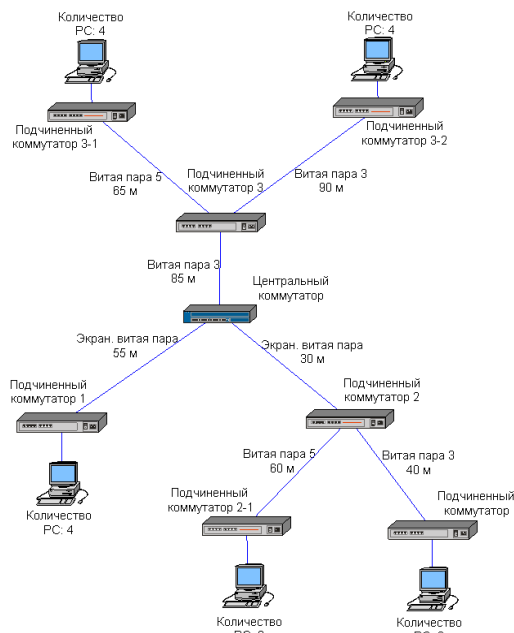 Количество
PC: 4
Количество
PC: 4
Подчиненный
коммутатор 3-1
Подчиненный
коммутатор 3-2
Витая пара 5
65 м
Подчиненный
коммутатор 3
Витая пара 3
90 м
Витая пара 3
85 м
Центральный
коммутатор
Экран. витая пара
55 м
Экран. витая пара
30 м
Подчиненный
коммутатор 1
Подчиненный
коммутатор 2
Количество
PC: 4
Витая пара 5
60 м
Витая пара 3
40 м
Подчиненный
коммутатор 2-1
Подчиненный
коммутатор
Количество
Количество